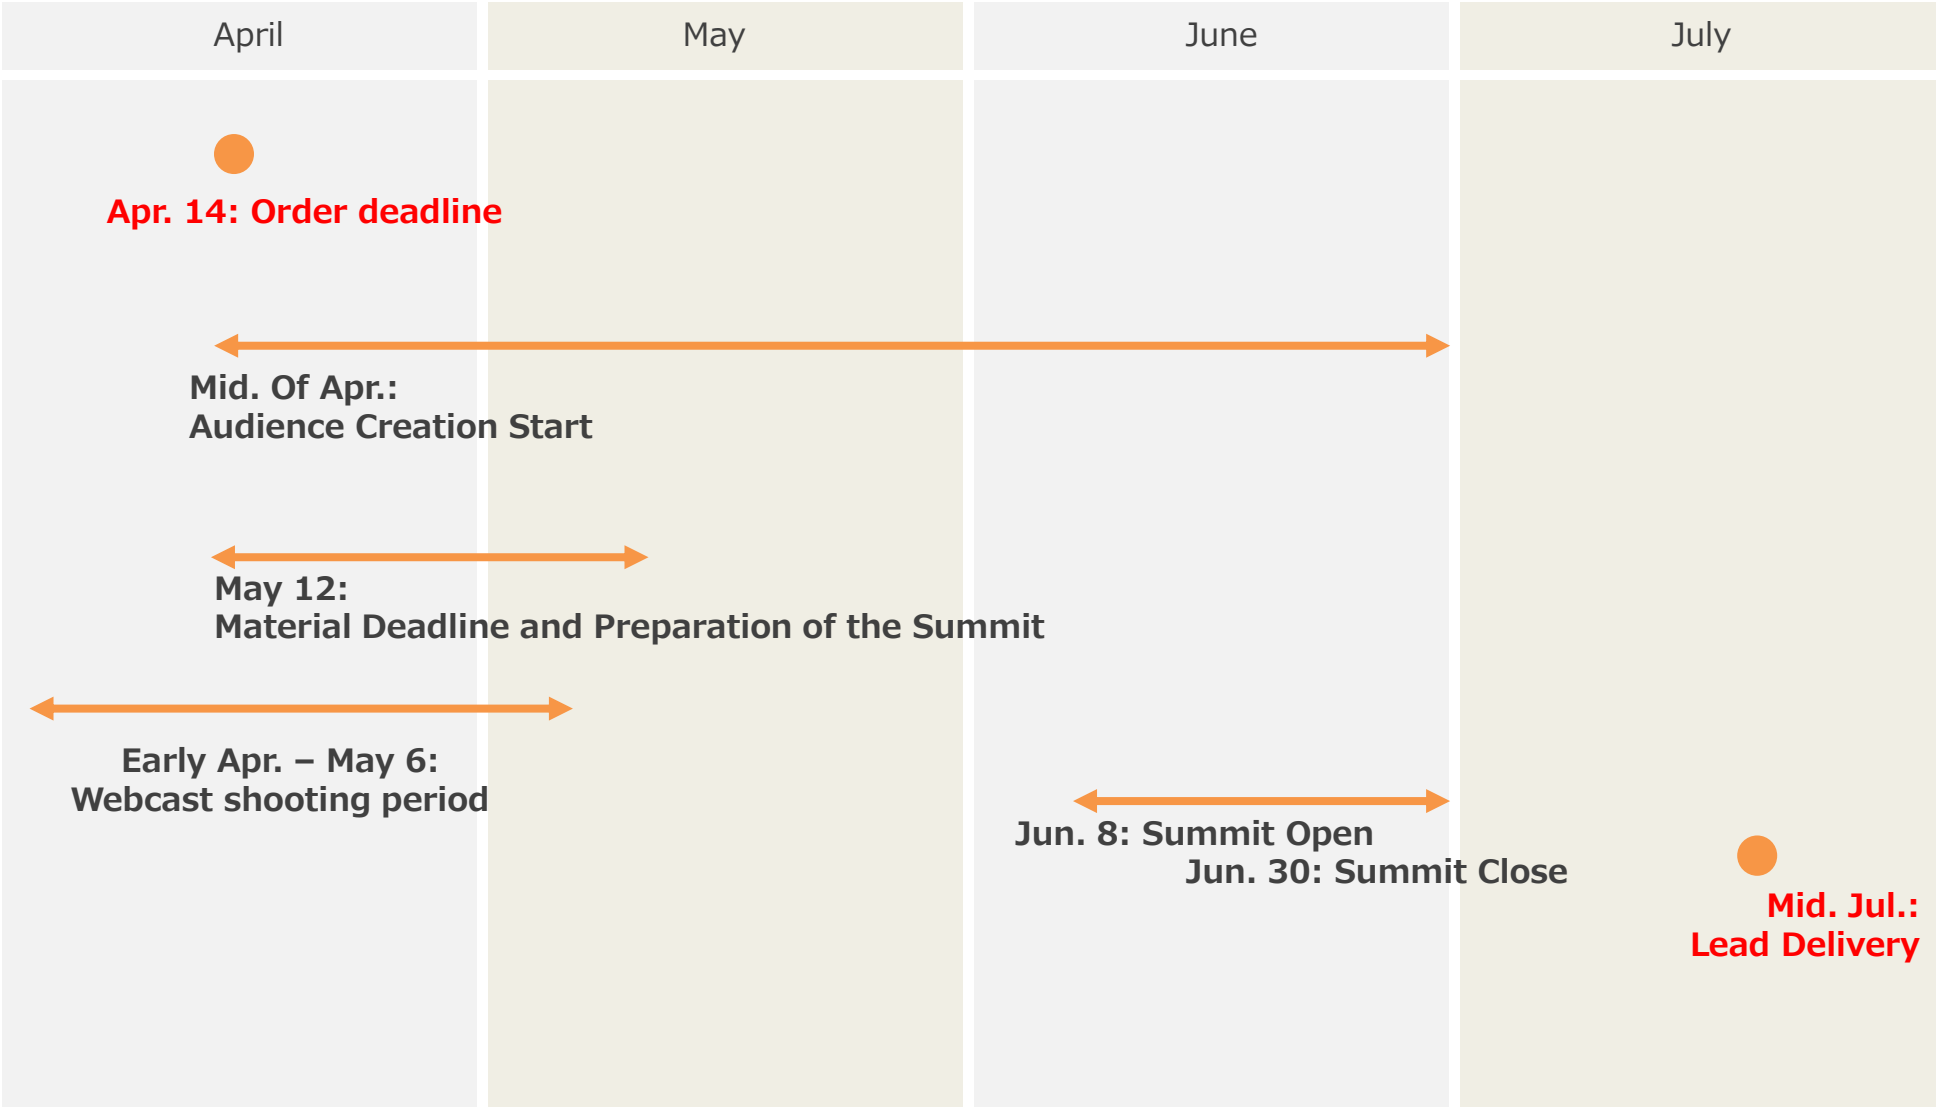 April
May
June
July
Apr. 14: Order deadline
Mid. Of Apr.:
Audience Creation Start
May 12:
Material Deadline and Preparation of the Summit
Early Apr. – May 6:
Webcast shooting period
Jun. 8: Summit Open
Jun. 30: Summit Close
Mid. Jul.:
Lead Delivery